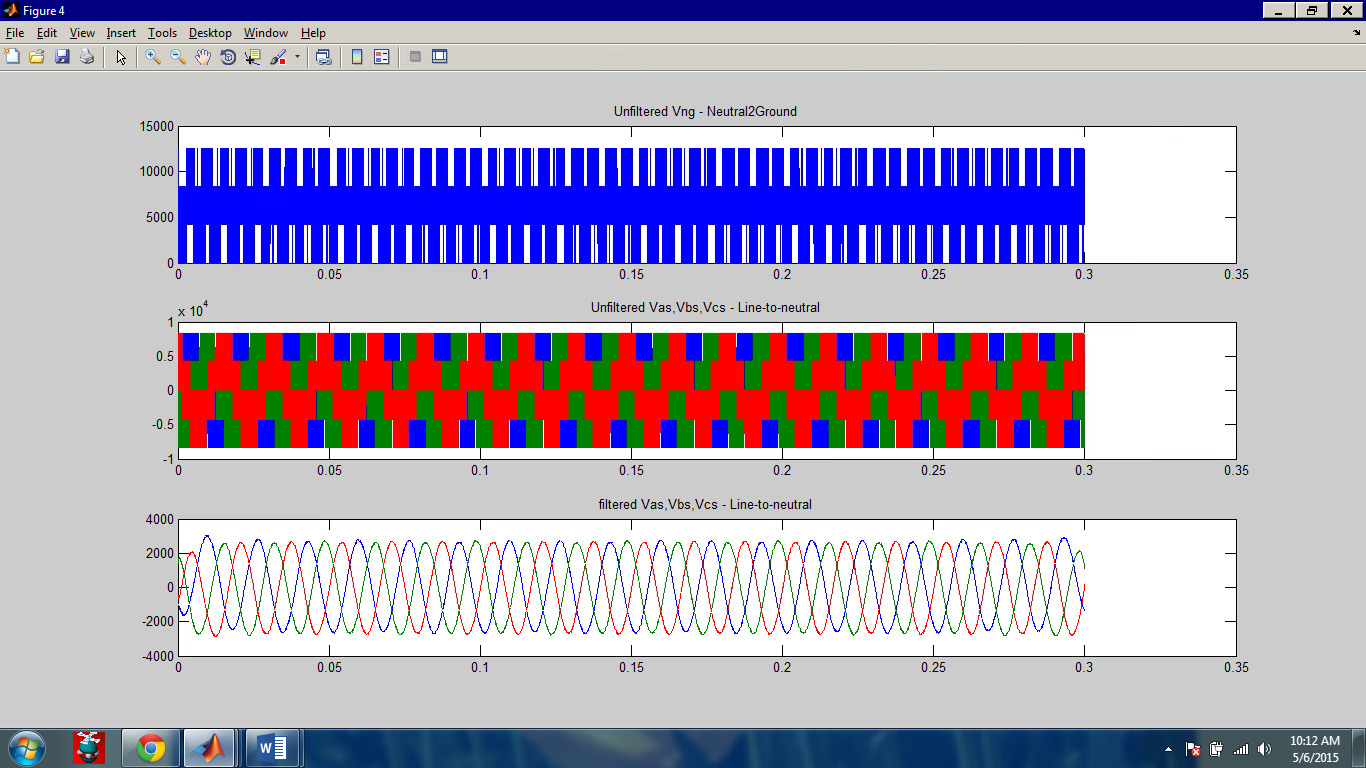 Figure 4
File Edit View Insert Tools Desktop Window Help
Unfiltered Vng - Neutral2Ground
15000
10000
5000
0
0 0.05 0.1 0.15 0.2 0.25 0.3 0.35
Unfiltered Vas,Vbs,Vcs - Line-to-neutral
x 10^4
1
0.5
0
-0.5
-1
0 0.05 0.1 0.15 0.2 0.25 0.3 0.35
filtered Vas,Vbs,Vcs - Line-to-neutral
4000
2000
0
-2000
-4000
0 0.05 0.1 0.15 0.2 0.25 0.3 0.35
W
10:12 AM
5/6/2015